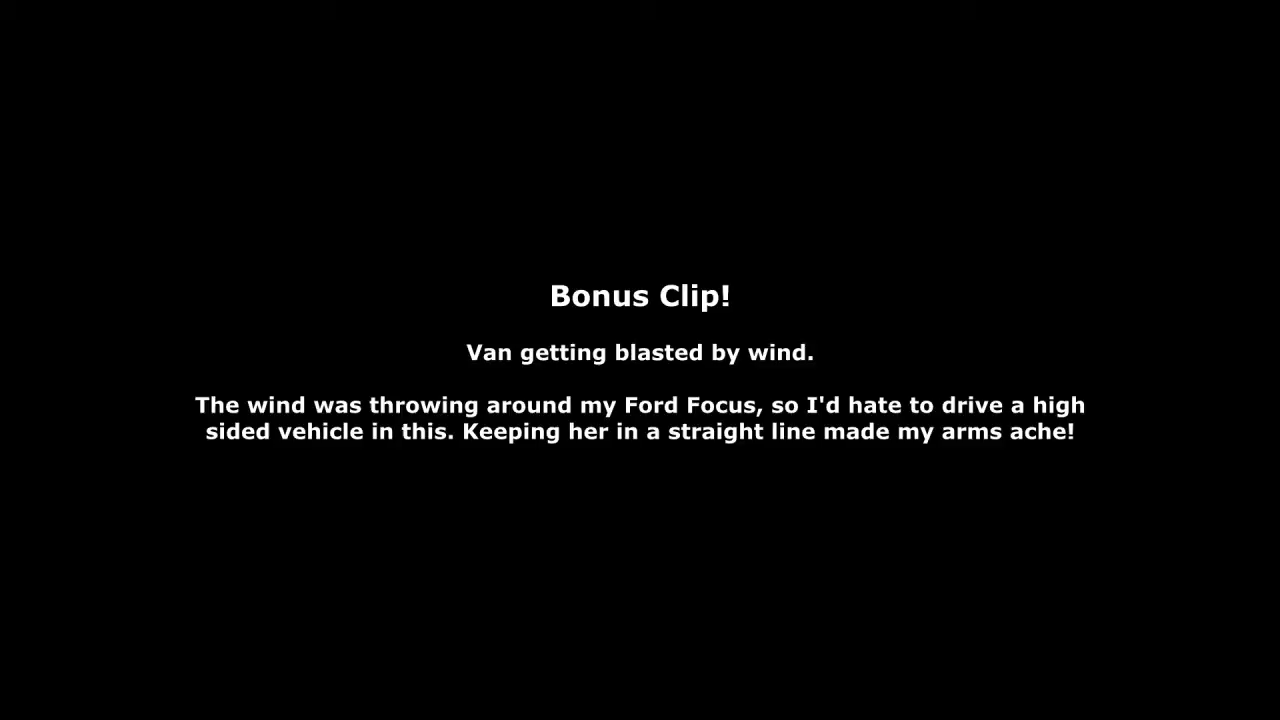 Bonus Clip!
Van getting blasted by wind.
The wind was throwing around my Ford Focus, so I'd hate to drive a high
sided vehicle in this. Keeping her in a straight line made my arms ache!